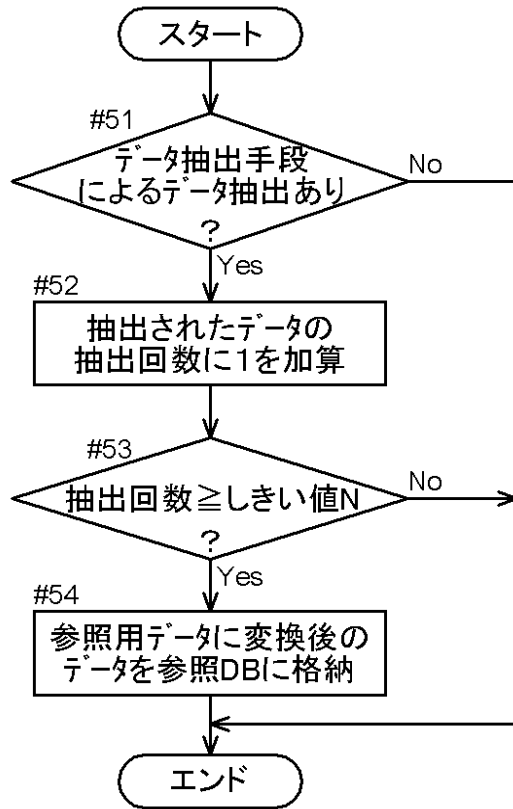 スタート
#51
データ抽出手段
によるデータ抽出あり
?
No
Yes
#52
抽出されたデータの
抽出回数に1を加算
#53
抽出回数≧しきい値N
?
No
Yes
#54
参照用データに変換後の
データを参照DBに格納
エンド